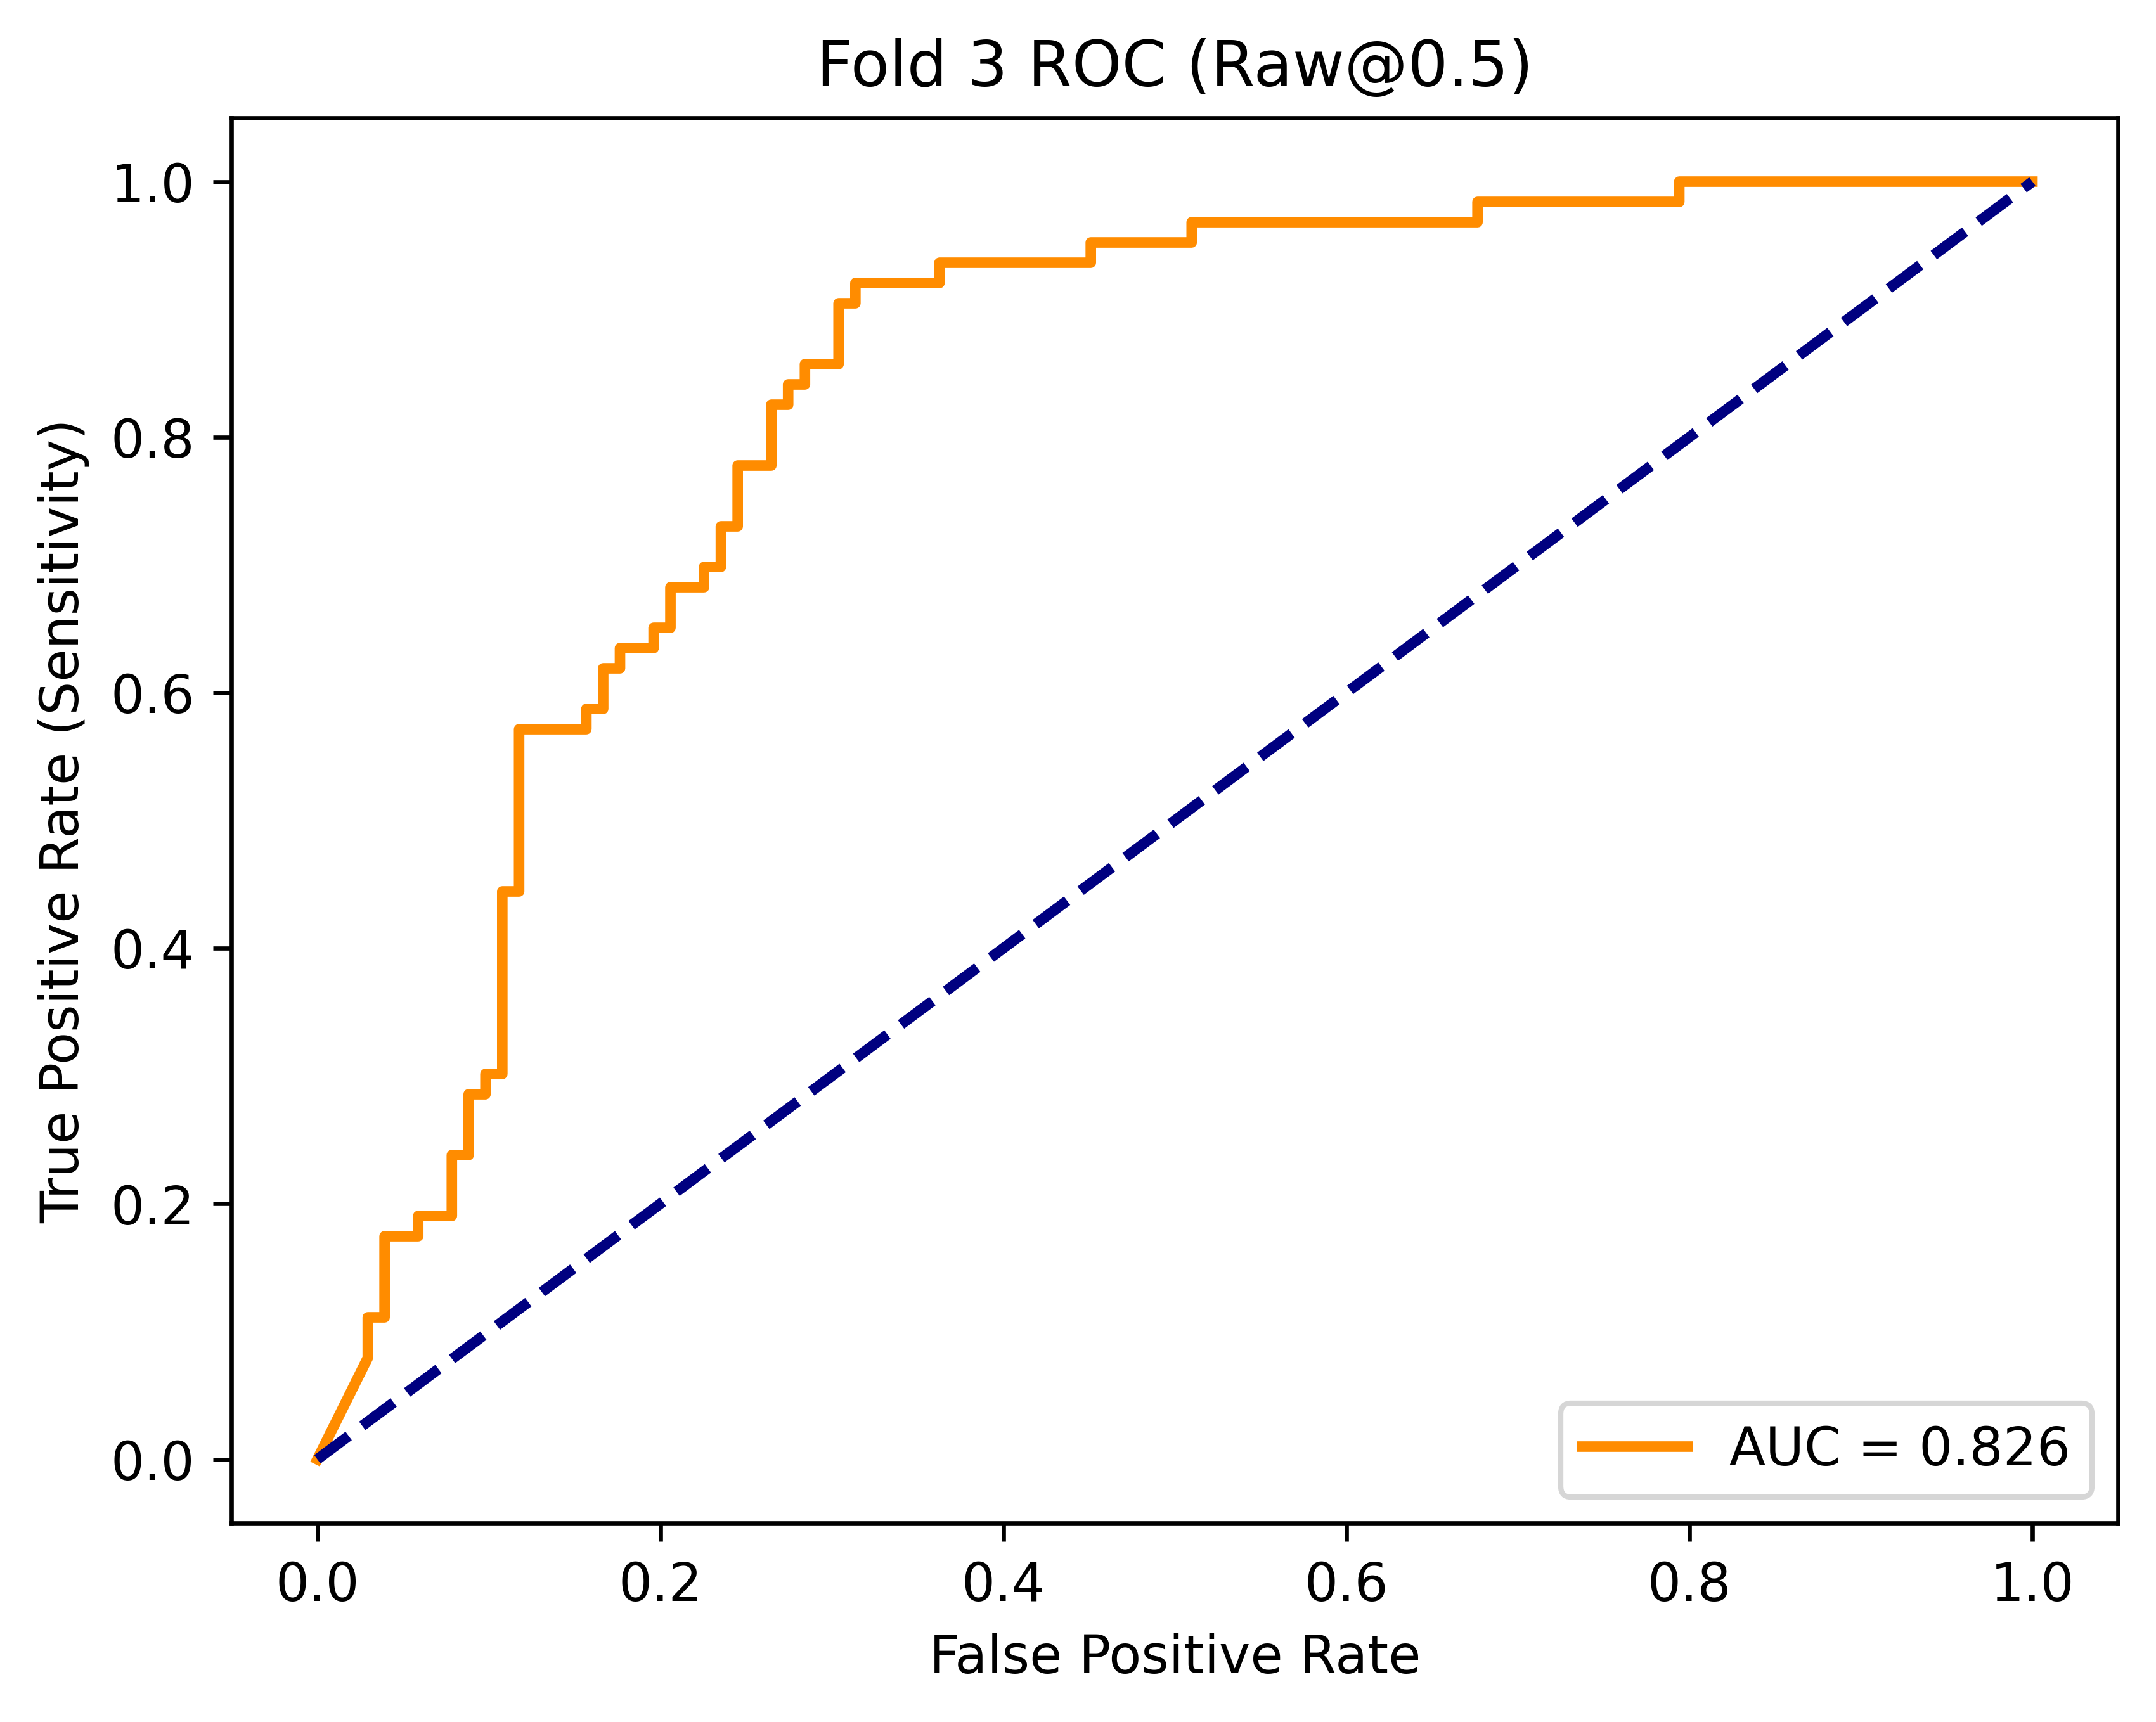 Fold 3 ROC (Raw@0.5)
True Positive Rate (Sensitivity)
1.0
0.8
0.6
0.4
0.2
0.0
AUC = 0.826
0.0 0.2 0.4 0.6 0.8 1.0
False Positive Rate